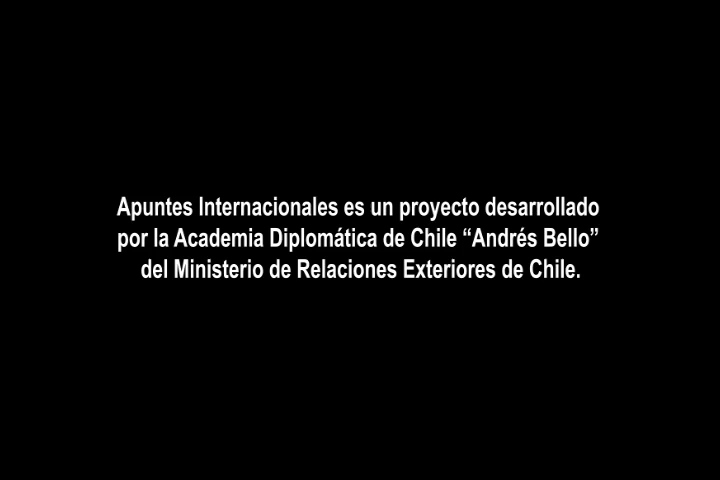 Apuntes Internacionales es un proyecto desarrollado
por la Academia Diplomática de Chile “Andrés Bello”
del Ministerio de Relaciones Exteriores de Chile.